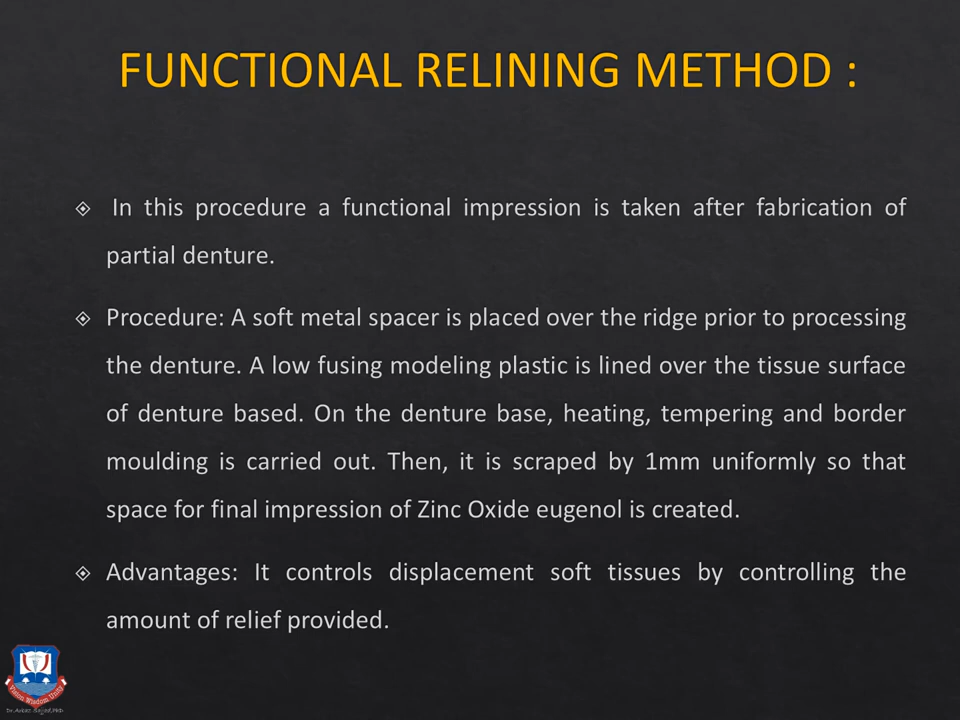 FUNCTIONAL RELINING METHOD :
In this procedure a functional impression is taken after fabrication of
partial denture.
Procedure: A soft metal spacer is placed over the ridge prior to processing
the denture. A low fusing modeling plastic is lined over the tissue surface
of denture based. On the denture base, heating, tempering and border
moulding is carried out. Then, it is scraped by 1mm uniformly so that
space for final impression of Zinc Oxide eugenol is created.
Advantages: It controls displacement soft tissues by controlling the
amount of relief provided.
Vision Wisdom Unity